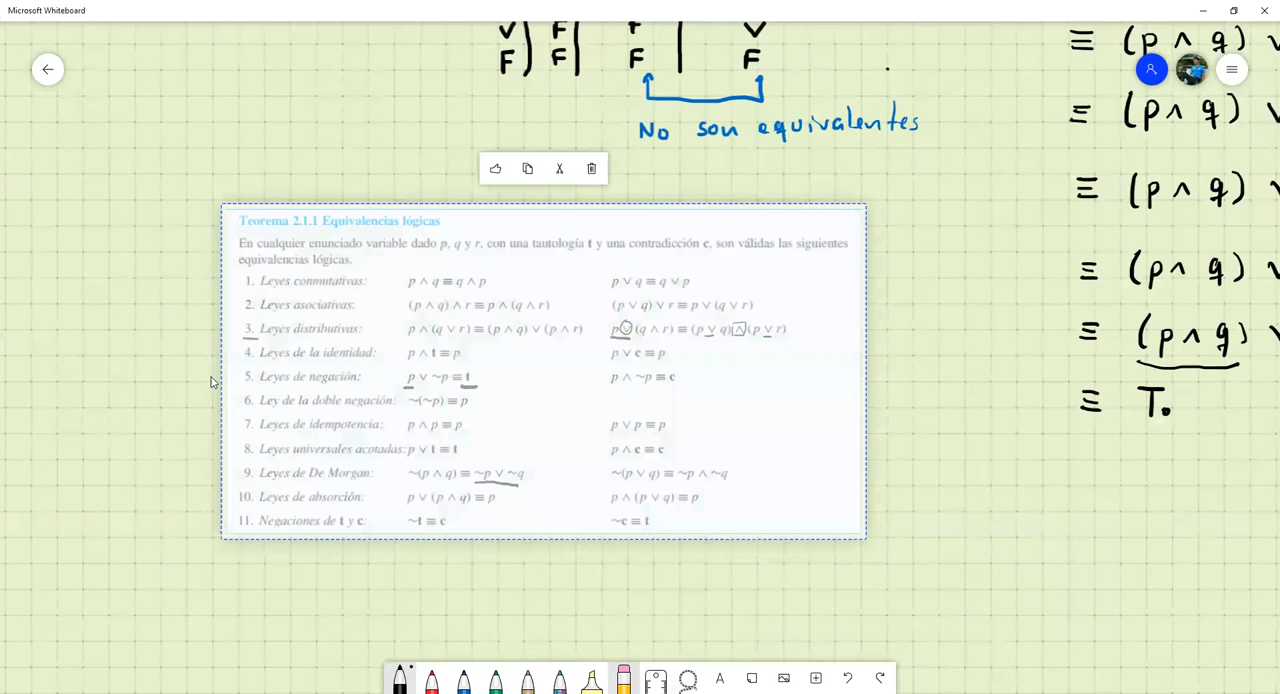 Microsoft Whiteboard
V F V
F F F F
No son equivalentes
≡ (p ∧ q) ∨
≡ (p ∧ q) ∨
≡ (p ∧ q) ∨
≡ (p ∧ q) ∨
≡ (p ∧ q) ∨
≡ T.
Teorema 2.1.1 Equivalencias lógicas
En cualquier enunciado variable dado p, q y r, con una tautología t y una contradicción c, son válidas las siguientes
equivalencias lógicas.
1. Leyes conmutativas: p ∧ q ≡ q ∧ p p ∨ q ≡ q ∨ p
2. Leyes asociativas: (p ∧ q) ∧ r ≡ p ∧ (q ∧ r) (p ∨ q) ∨ r ≡ p ∨ (q ∨ r)
3. Leyes distributivas: p ∧ (q ∨ r) ≡ (p ∧ q) ∨ (p ∧ r) p ∨ (q ∧ r) ≡ (p ∨ q) ∧ (p ∨ r)
4. Leyes de la identidad: p ∧ t ≡ p p ∨ c ≡ p
5. Leyes de negación: p ∨ ~p ≡ t p ∧ ~p ≡ c
6. Ley de la doble negación: ~(~p) ≡ p
7. Leyes de idempotencia: p ∧ p ≡ p p ∨ p ≡ p
8. Leyes universales acotadas: p ∨ t ≡ t p ∧ c ≡ c
9. Leyes de De Morgan: ~(p ∧ q) ≡ ~p ∨ ~q ~(p ∨ q) ≡ ~p ∧ ~q
10. Leyes de absorción: p ∨ (p ∧ q) ≡ p p ∧ (p ∨ q) ≡ p
11. Negaciones de t y c: ~t ≡ c ~c ≡ t